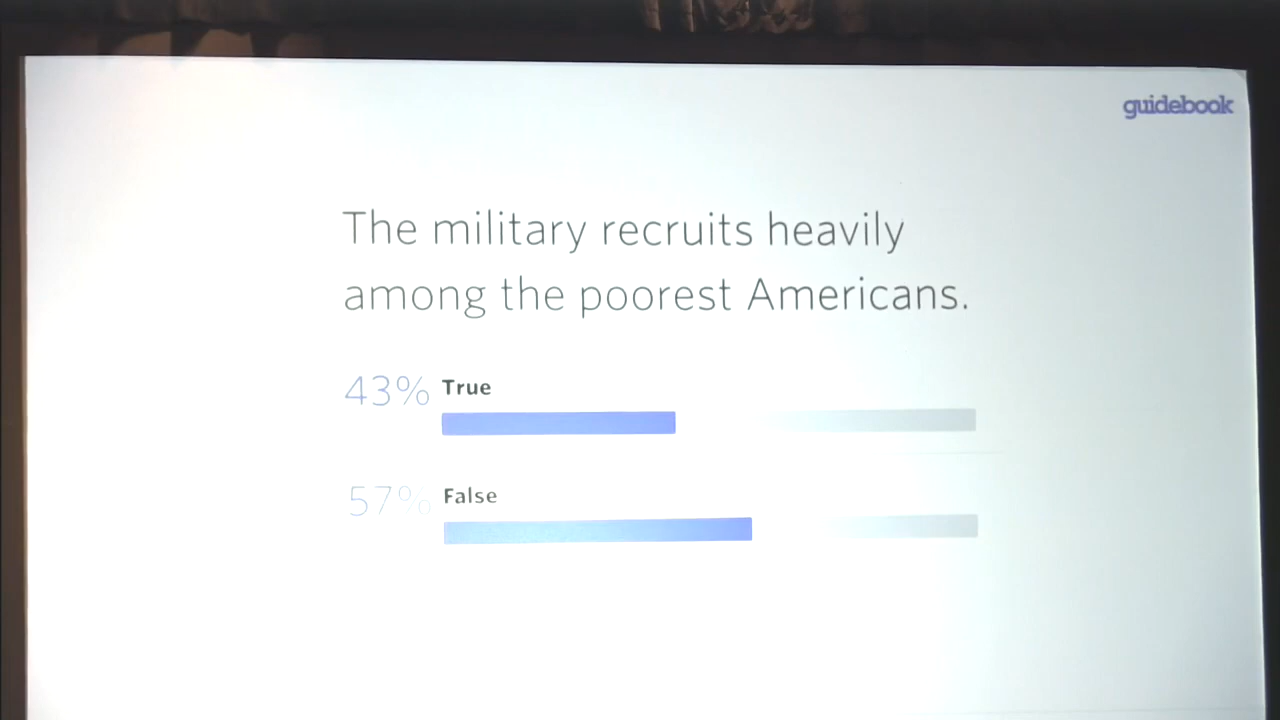 guidebook
The military recruits heavily
among the poorest Americans.
43% True
57% False